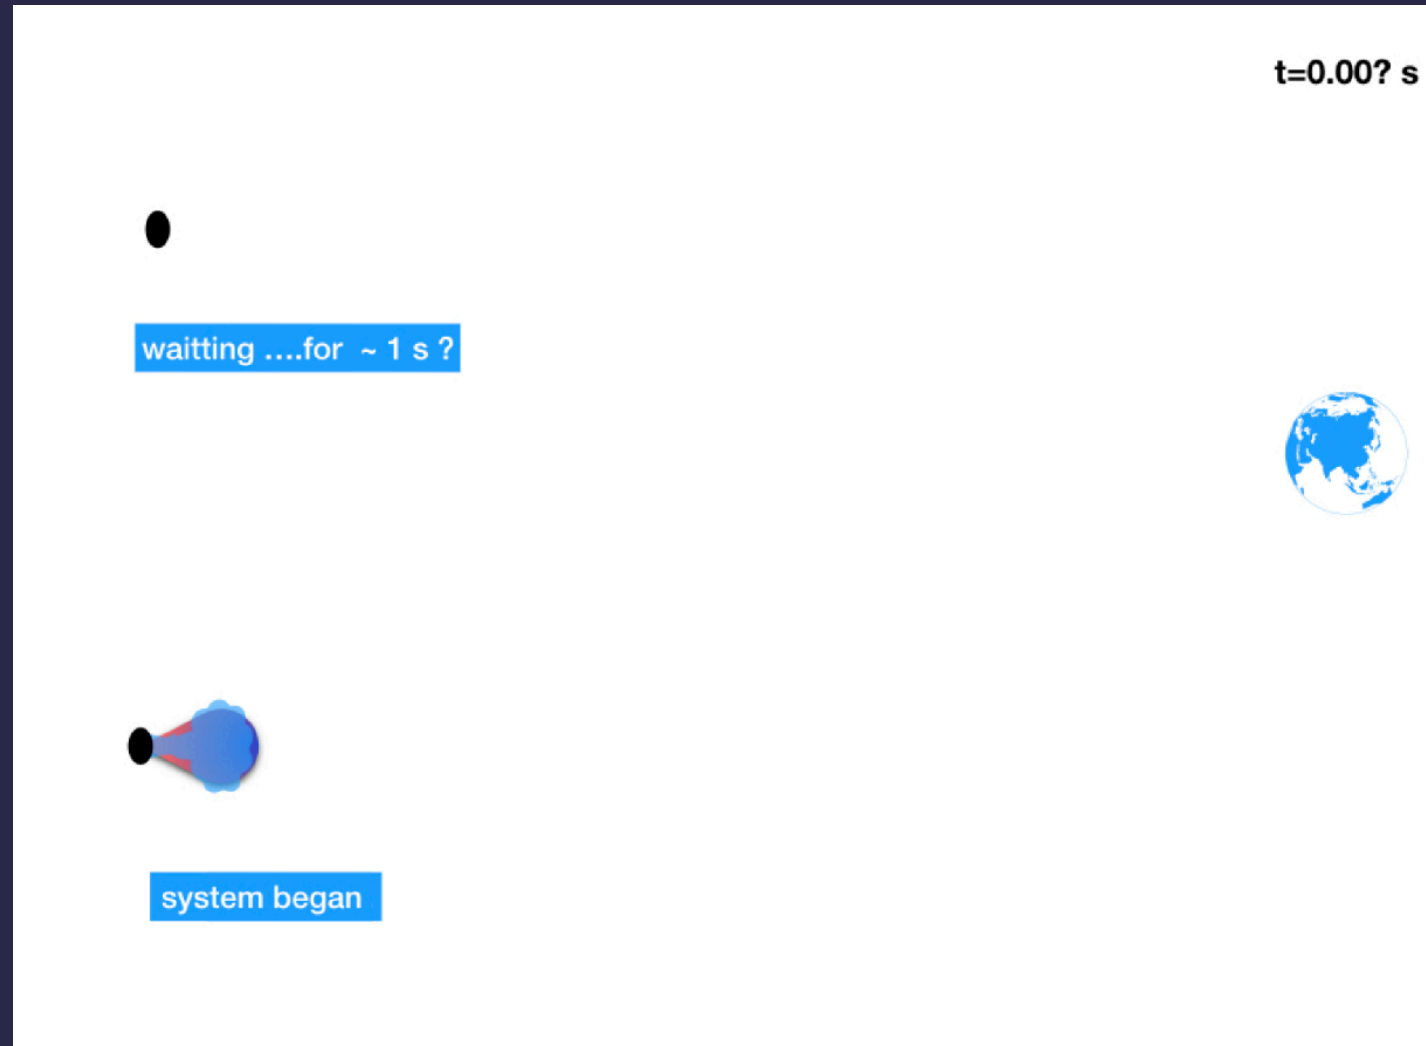 t=0.00? s
waitting ....for ~ 1 s ?
system began